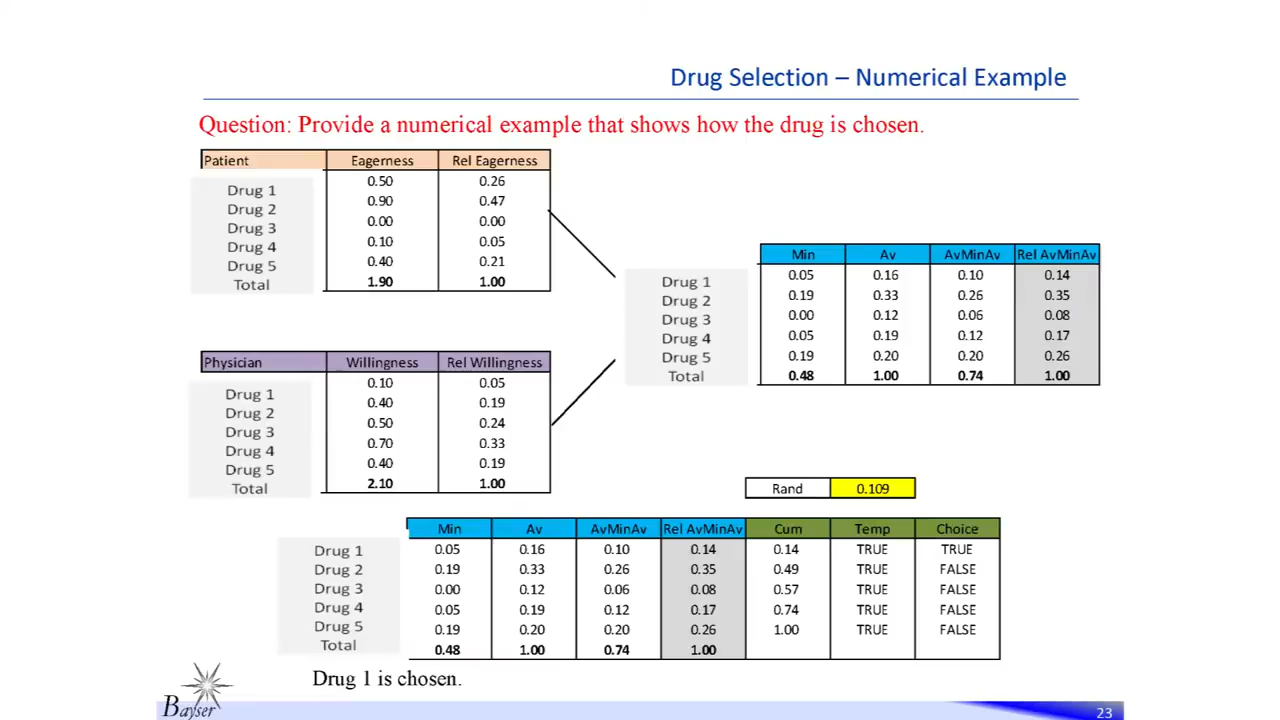 Drug Selection – Numerical Example
Question: Provide a numerical example that shows how the drug is chosen.
Patient Eagerness Rel Eagerness
Drug 1 0.50 0.26
Drug 2 0.90 0.47
Drug 3 0.00 0.00
Drug 4 0.10 0.05
Drug 5 0.40 0.21
Total 1.90 1.00
Min Av AvMinAv Rel AvMinAv
Drug 1 0.05 0.16 0.10 0.14
Drug 2 0.19 0.33 0.26 0.35
Drug 3 0.00 0.12 0.06 0.08
Drug 4 0.05 0.19 0.12 0.17
Drug 5 0.19 0.20 0.20 0.26
Total 0.48 1.00 0.74 1.00
Physician Willingness Rel Willingness
Drug 1 0.10 0.05
Drug 2 0.40 0.19
Drug 3 0.50 0.24
Drug 4 0.70 0.33
Drug 5 0.40 0.19
Total 2.10 1.00
Rand 0.109
Min Av AvMinAv Rel AvMinAv Cum Temp Choice
Drug 1 0.05 0.16 0.10 0.14 0.14 TRUE TRUE
Drug 2 0.19 0.33 0.26 0.35 0.49 TRUE FALSE
Drug 3 0.00 0.12 0.06 0.08 0.57 TRUE FALSE
Drug 4 0.05 0.19 0.12 0.17 0.74 TRUE FALSE
Drug 5 0.19 0.20 0.20 0.26 1.00 TRUE FALSE
Total 0.48 1.00 0.74 1.00
Drug 1 is chosen.
Bayser
23